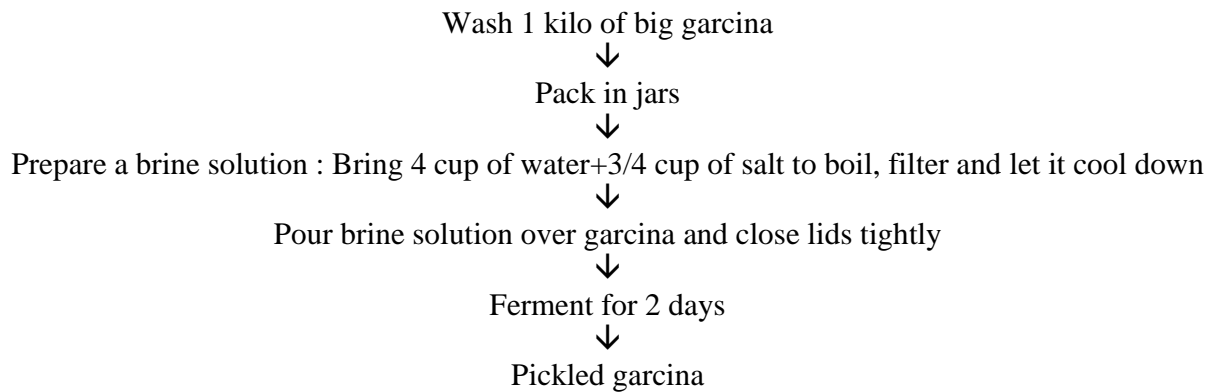 Wash 1 kilo of big garcina
↓
Pack in jars
↓
Prepare a brine solution : Bring 4 cup of water+3/4 cup of salt to boil, filter and let it cool down
↓
Pour brine solution over garcina and close lids tightly
↓
Ferment for 2 days
↓
Pickled garcina